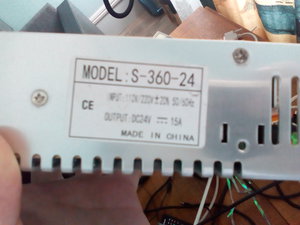 MODEL:S-360-24
CE
INPUT: 110V/220V±20% 50/60Hz
OUTPUT: DC24V ⎓ 15A
MADE IN CHINA